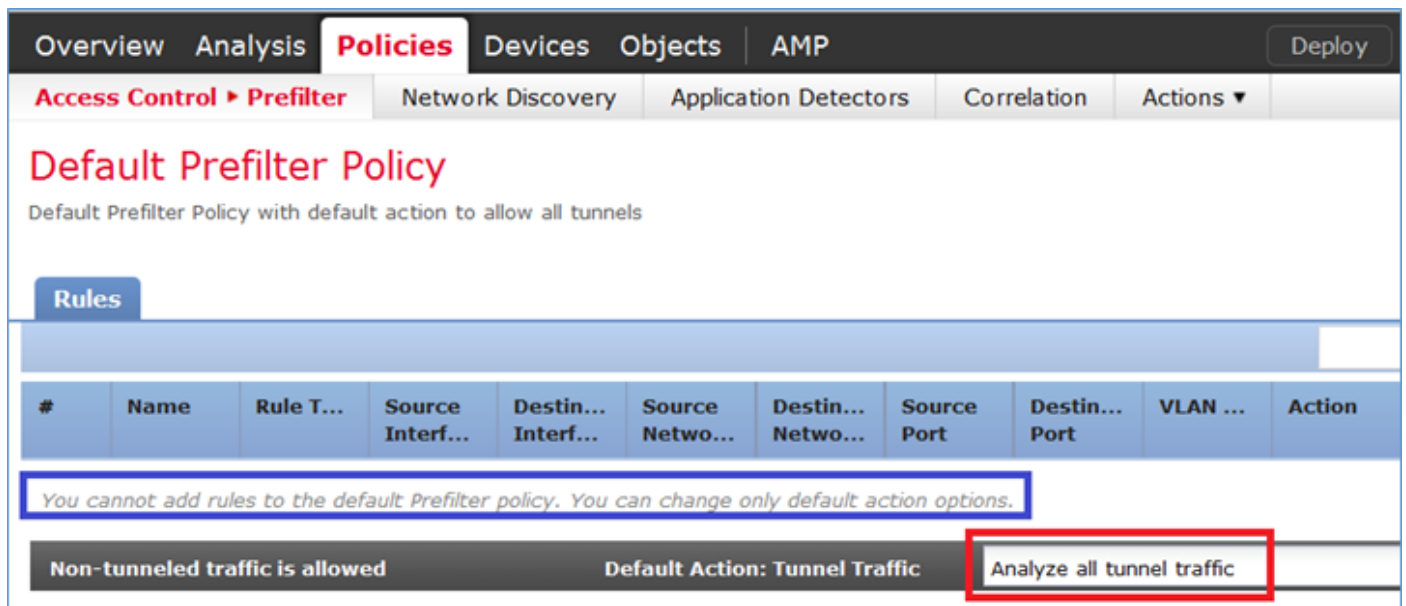 Overview Analysis Policies Devices Objects AMP Deploy
Access Control ▸ Prefilter Network Discovery Application Detectors Correlation Actions ▼
Default Prefilter Policy
Default Prefilter Policy with default action to allow all tunnels
Rules
# Name Rule T... Source Interf... Destin... Interf... Source Netwo... Destin... Netwo... Source Port Destin... Port VLAN ... Action
You cannot add rules to the default Prefilter policy. You can change only default action options.
Non-tunneled traffic is allowed Default Action: Tunnel Traffic Analyze all tunnel traffic